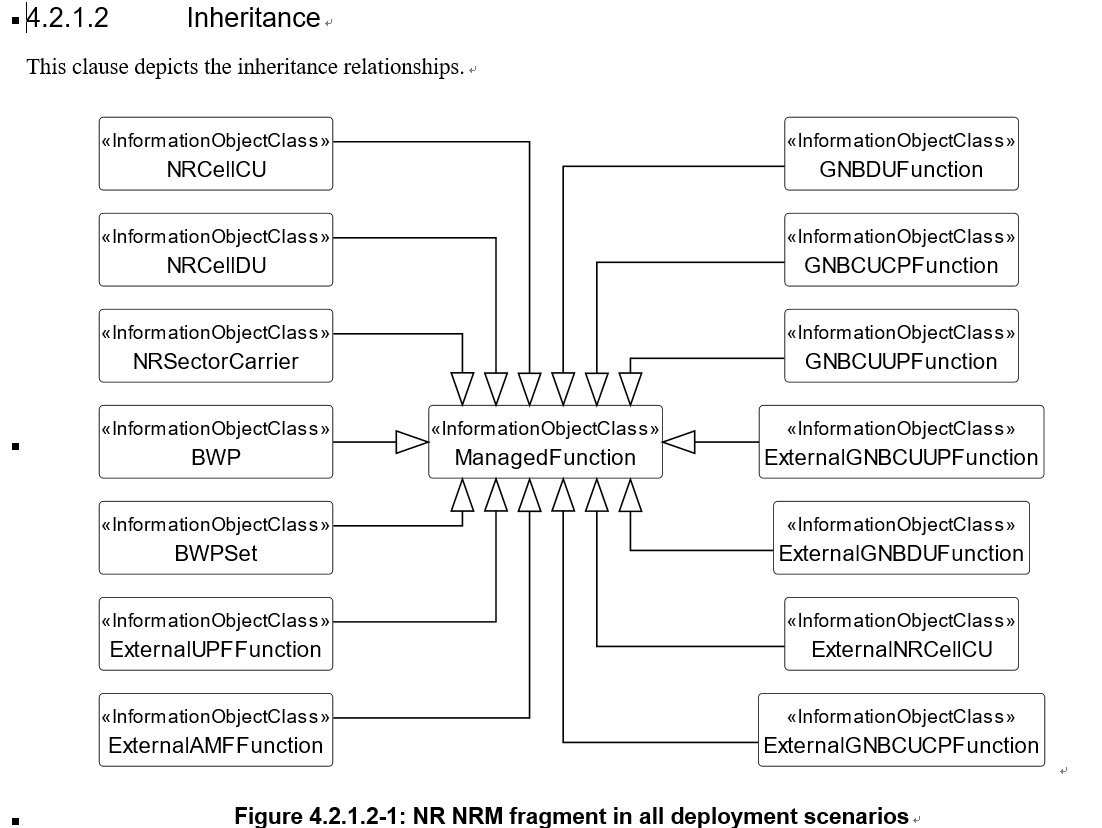 4.2.1.2 Inheritance
This clause depicts the inheritance relationships.
«InformationObjectClass»
NRCellCU
«InformationObjectClass»
GNBDUFunction
«InformationObjectClass»
NRCellDU
«InformationObjectClass»
GNBCUCPFunction
«InformationObjectClass»
NRSectorCarrier
«InformationObjectClass»
GNBCUUPFunction
«InformationObjectClass»
BWP
«InformationObjectClass»
ManagedFunction
«InformationObjectClass»
ExternalGNBCUUPFunction
«InformationObjectClass»
BWPSet
«InformationObjectClass»
ExternalGNBDUFunction
«InformationObjectClass»
ExternalUPFFunction
«InformationObjectClass»
ExternalNRCellCU
«InformationObjectClass»
ExternalAMFFunction
«InformationObjectClass»
ExternalGNBCUCPFunction
Figure 4.2.1.2-1: NR NRM fragment in all deployment scenarios